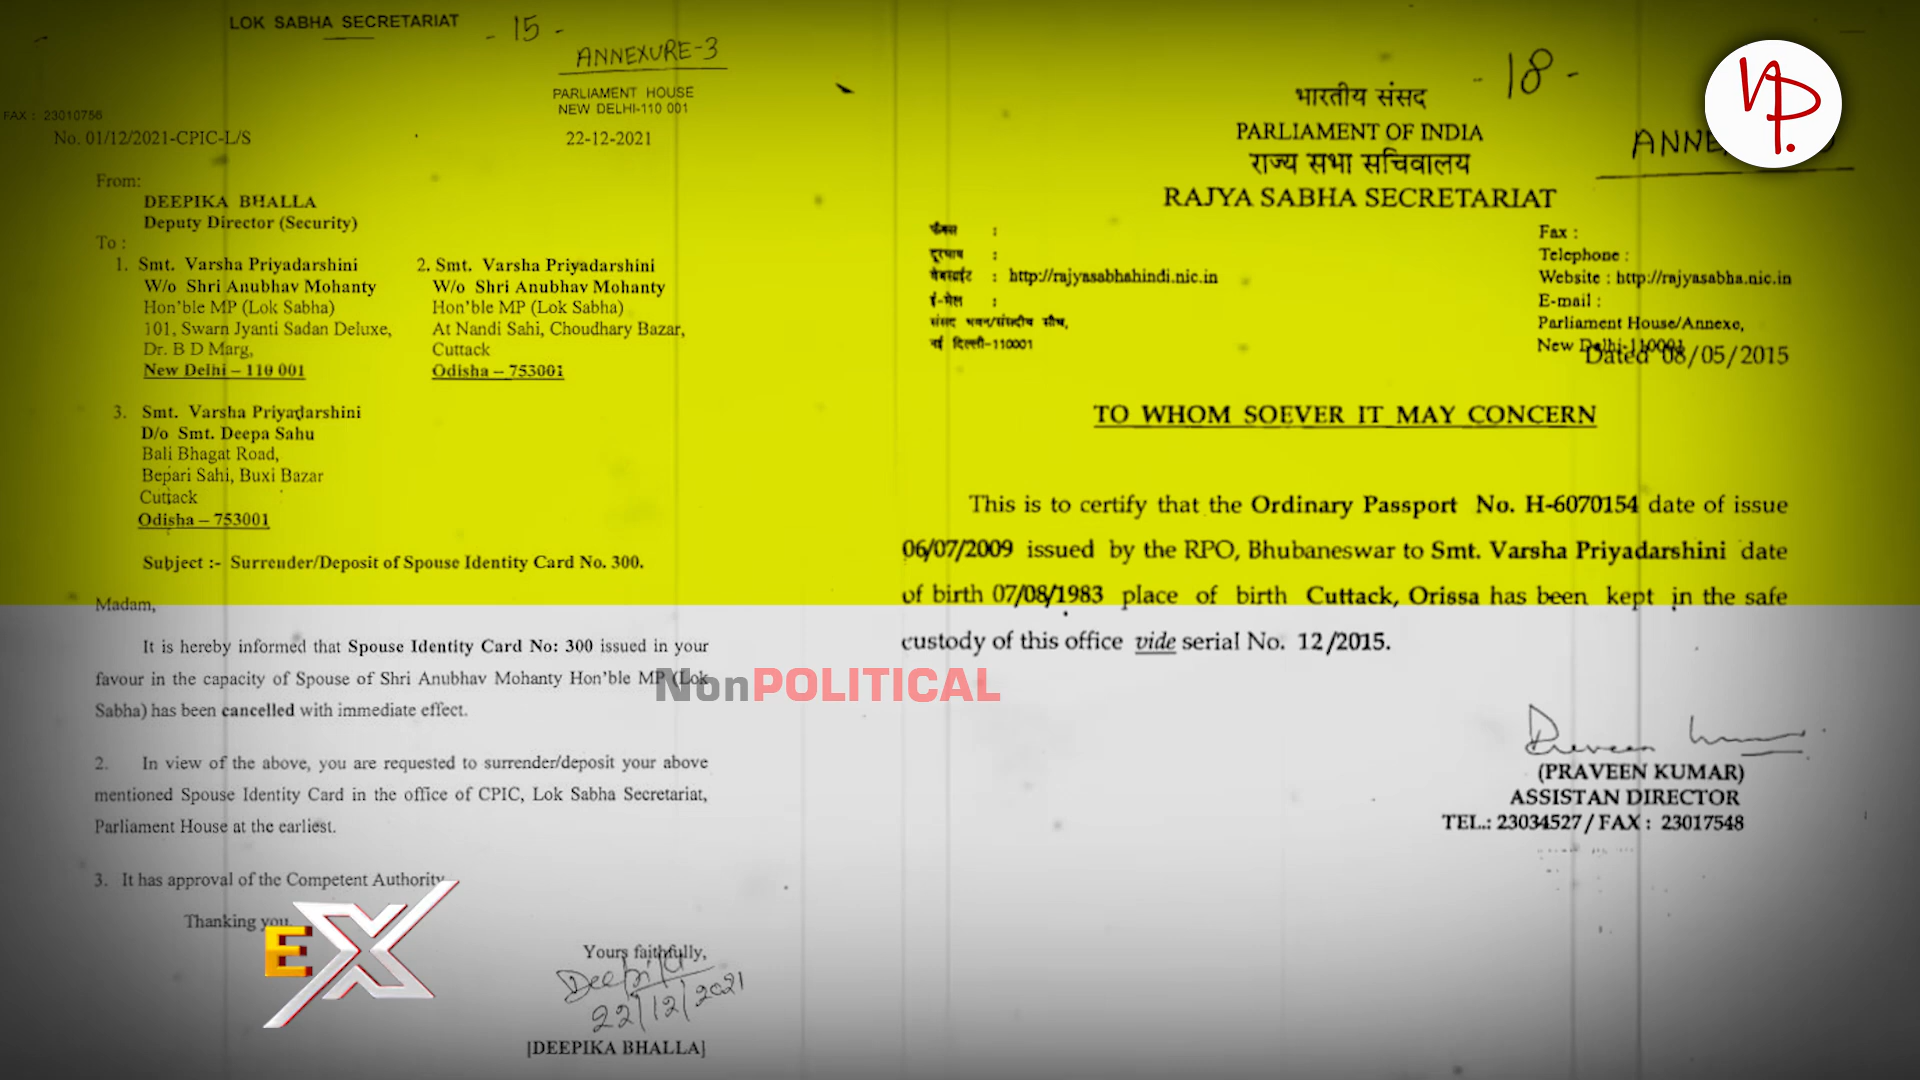 LOK SABHA SECRETARIAT
- 15 -
ANNEXURE-3
PARLIAMENT HOUSE
NEW DELHI-110 001
FAX : 23010756
No. 01/12/2021-CPIC-L/S
22-12-2021
From:
DEEPIKA BHALLA
Deputy Director (Security)
To :
1. Smt. Varsha Priyadarshini
W/o Shri Anubhav Mohanty
Hon'ble MP (Lok Sabha)
101, Swarn Jyanti Sadan Deluxe,
Dr. B D Marg,
New Delhi – 110 001
2. Smt. Varsha Priyadarshini
W/o Shri Anubhav Mohanty
Hon'ble MP (Lok Sabha)
At Nandi Sahi, Choudhary Bazar,
Cuttack
Odisha – 753001
3. Smt. Varsha Priyadarshini
D/o Smt. Deepa Sahu
Bali Bhagat Road,
Bepari Sahi, Buxi Bazar
Cuttack
Odisha – 753001
Subject :- Surrender/Deposit of Spouse Identity Card No. 300.
Madam,
It is hereby informed that Spouse Identity Card No: 300 issued in your
favour in the capacity of Spouse of Shri Anubhav Mohanty Hon'ble MP (Lok
Sabha) has been cancelled with immediate effect.
2. In view of the above, you are requested to surrender/deposit your above
mentioned Spouse Identity Card in the office of CPIC, Lok Sabha Secretariat,
Parliament House at the earliest.
3. It has approval of the Competent Authority
Thanking you.
EX
Yours faithfully,
Deepika
22/12/2021
[DEEPIKA BHALLA]
NonPOLITICAL
- 18 -
NP.
भारतीय संसद
PARLIAMENT OF INDIA
राज्य सभा सचिवालय
RAJYA SABHA SECRETARIAT
फैक्स :
दूरभाष :
वेबसाईट : http://rajyasabhahindi.nic.in
ई-मेल :
संसद भवन/संसदीय सौध,
नई दिल्ली-110001
Fax :
Telephone :
Website : http://rajyasabha.nic.in
E-mail :
Parliament House/Annexe,
New Delhi-110001
Dated 08/05/2015
TO WHOM SOEVER IT MAY CONCERN
This is to certify that the Ordinary Passport No. H-6070154 date of issue
06/07/2009 issued by the RPO, Bhubaneswar to Smt. Varsha Priyadarshini date
of birth 07/08/1983 place of birth Cuttack, Orissa has been kept in the safe
custody of this office vide serial No. 12/2015.
Praveen Kumar
(PRAVEEN KUMAR)
ASSISTAN DIRECTOR
TEL.: 23034527 / FAX : 23017548